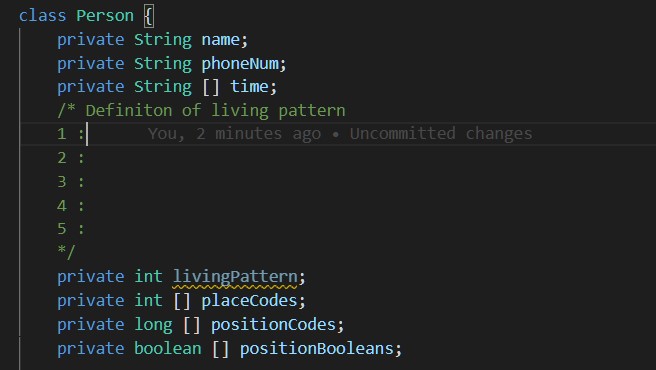 class Person {
private String name;
private String phoneNum;
private String [] time;
/* Definiton of living pattern
1 : You, 2 minutes ago • Uncommitted changes
2 :
3 :
4 :
5 :
*/
private int livingPattern;
private int [] placeCodes;
private long [] positionCodes;
private boolean [] positionBooleans;